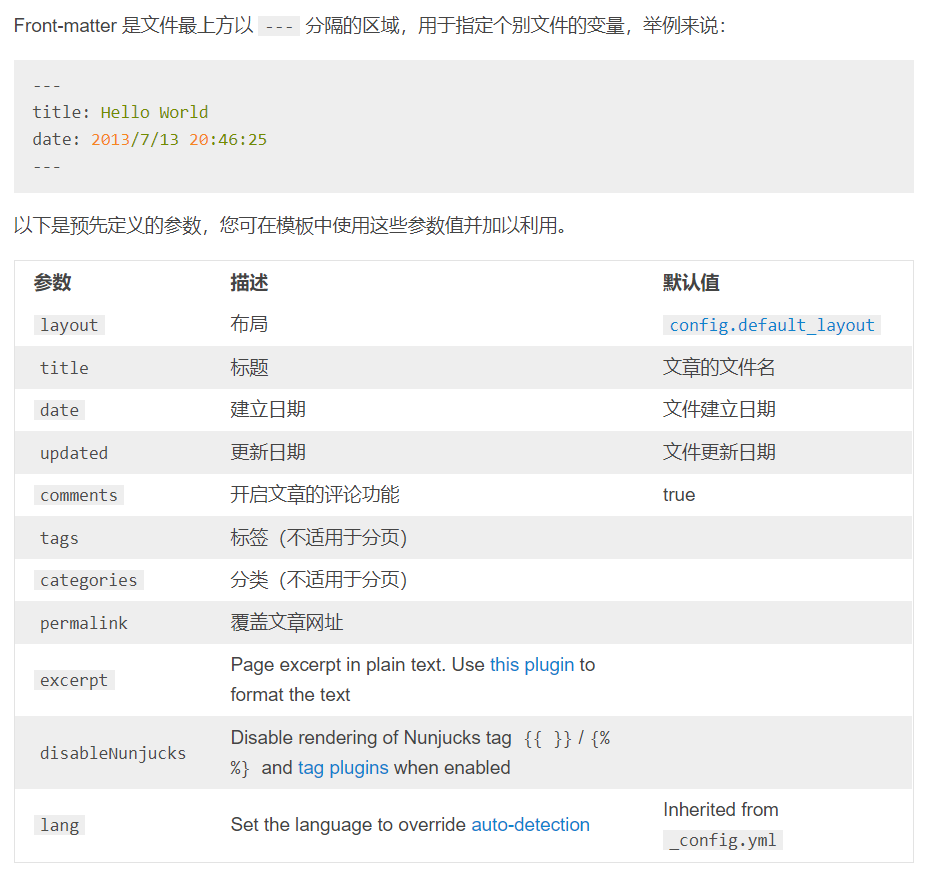 Front-matter 是文件最上方以 --- 分隔的区域，用于指定个别文件的变量，举例来说：
---
title: Hello World
date: 2013/7/13 20:46:25
---
以下是预先定义的参数，您可在模板中使用这些参数值并加以利用。
参数 描述 默认值
layout 布局 config.default_layout
title 标题 文章的文件名
date 建立日期 文件建立日期
updated 更新日期 文件更新日期
comments 开启文章的评论功能 true
tags 标签（不适用于分页）
categories 分类（不适用于分页）
permalink 覆盖文章网址
excerpt Page excerpt in plain text. Use this plugin to
format the text
disableNunjucks Disable rendering of Nunjucks tag {{ }} / {%
%} and tag plugins when enabled
lang Set the language to override auto-detection Inherited from
_config.yml